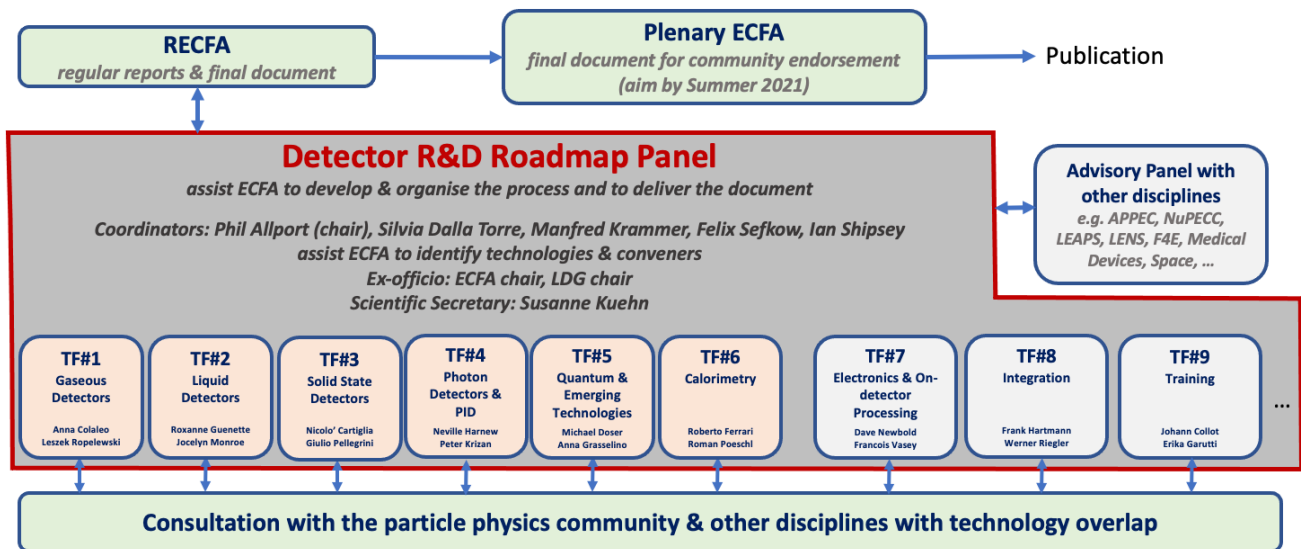 RECFA
regular reports & final document
Plenary ECFA
final document for community endorsement
(aim by Summer 2021)
Publication
Detector R&D Roadmap Panel
assist ECFA to develop & organise the process and to deliver the document
Coordinators: Phil Allport (chair), Silvia Dalla Torre, Manfred Krammer, Felix Sefkow, Ian Shipsey
assist ECFA to identify technologies & conveners
Ex-officio: ECFA chair, LDG chair
Scientific Secretary: Susanne Kuehn
Advisory Panel with
other disciplines
e.g. APPEC, NuPECC,
LEAPS, LENS, F4E, Medical
Devices, Space, …
TF#1
Gaseous
Detectors
Anna Colaleo
Leszek Ropelewski
TF#2
Liquid
Detectors
Roxanne Guenette
Jocelyn Monroe
TF#3
Solid State
Detectors
Nicolo' Cartiglia
Giulio Pellegrini
TF#4
Photon
Detectors &
PID
Neville Harnew
Peter Krizan
TF#5
Quantum &
Emerging
Technologies
Michael Doser
Anna Grasselino
TF#6
Calorimetry
Roberto Ferrari
Roman Poeschl
TF#7
Electronics & On-
detector
Processing
Dave Newbold
Francois Vasey
TF#8
Integration
Frank Hartmann
Werner Riegler
TF#9
Training
Johann Collot
Erika Garutti
...
Consultation with the particle physics community & other disciplines with technology overlap